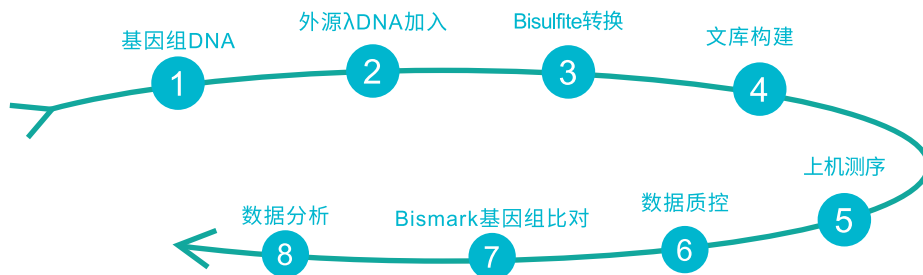 基因组DNA
外源λDNA加入
Bisulfite转换
文库构建
1
2
3
4
上机测序
5
数据质控
6
Bismark基因组比对
7
数据分析
8